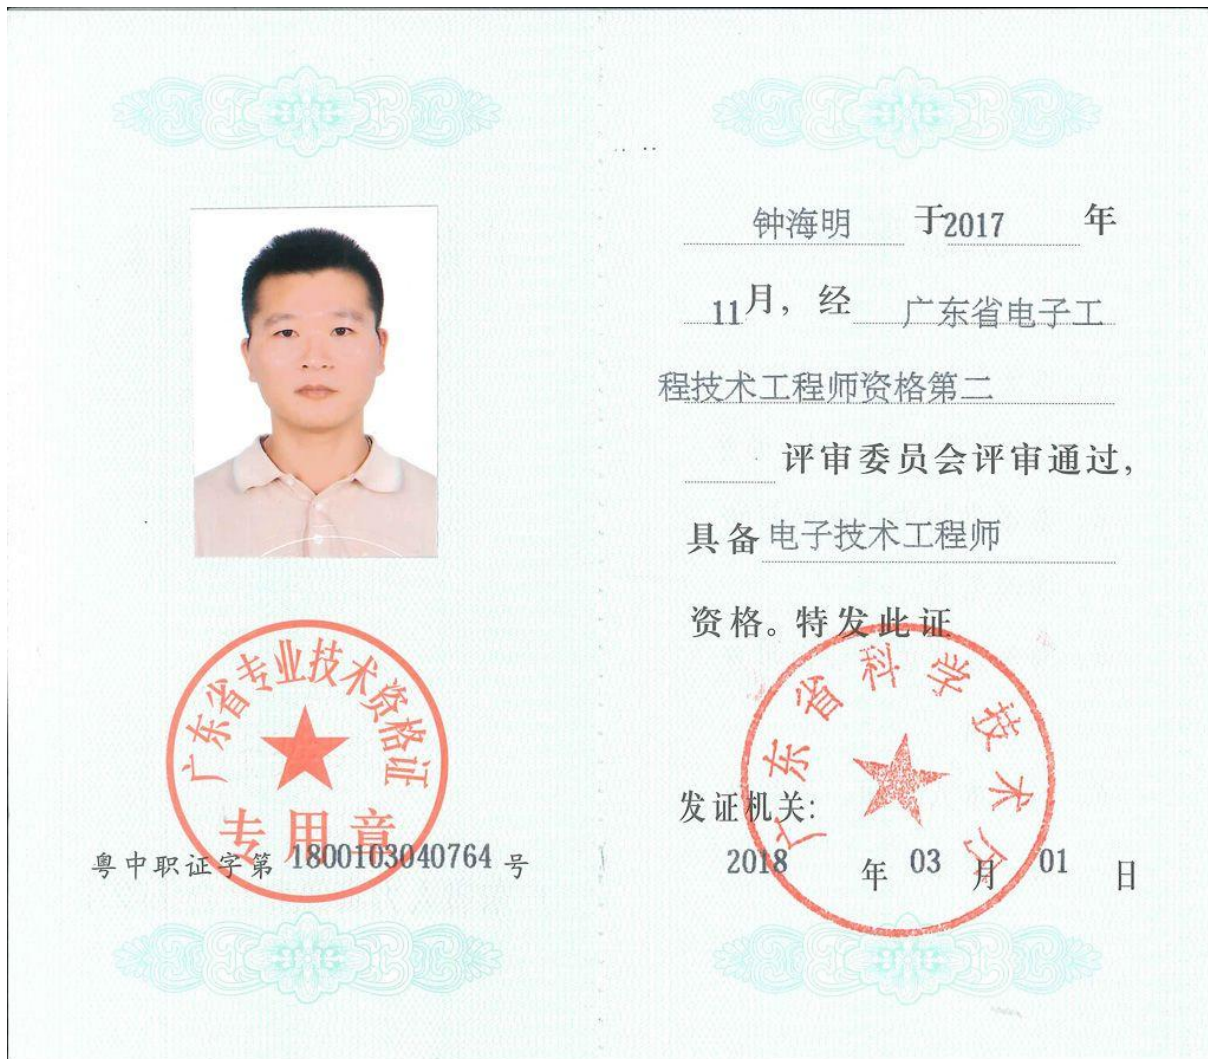 广东省专业技术资格证
专用章
粤中职证字第 1800103040764 号
钟海明 于2017 年
11月，经 广东省电子工
程技术工程师资格第二
评审委员会评审通过，
具备 电子技术工程师
资格。特发此证
广东省科学技术厅
发证机关：
2018 年 03 月 01 日